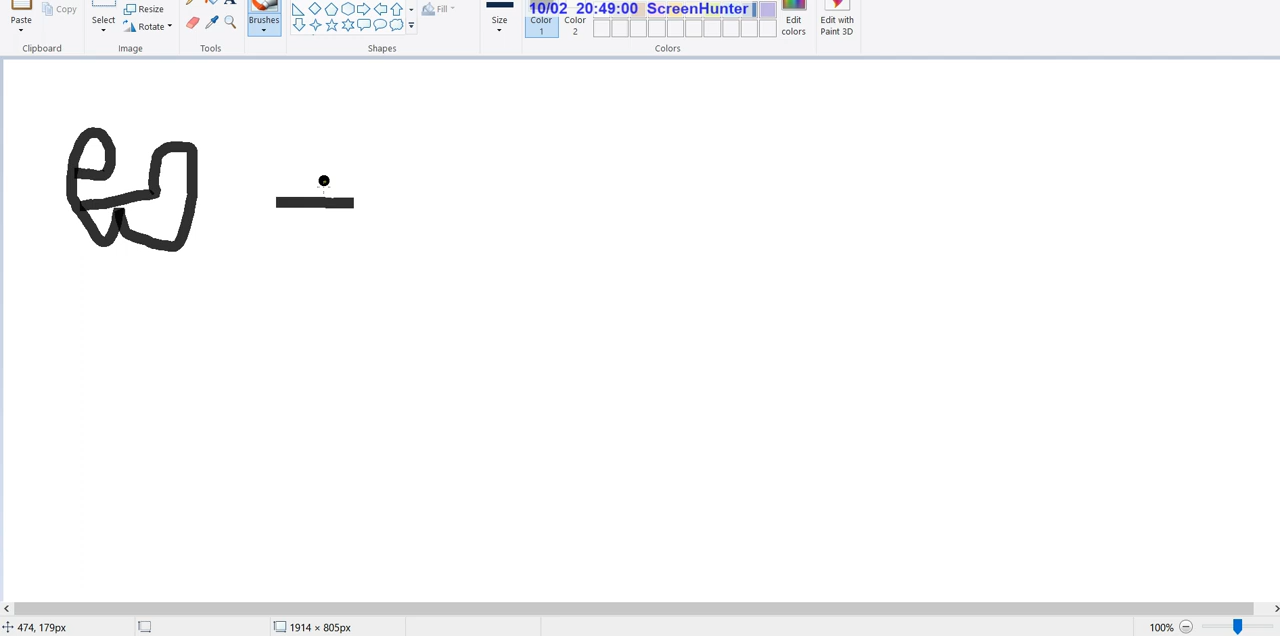 Copy Resize Fill 10/02 20:49:00 ScreenHunter
Paste Select Rotate Brushes Size Color 1 Color 2 Edit colors Edit with Paint 3D
Clipboard Image Tools Shapes Colors
–
474, 179px 1914 × 805px 100%